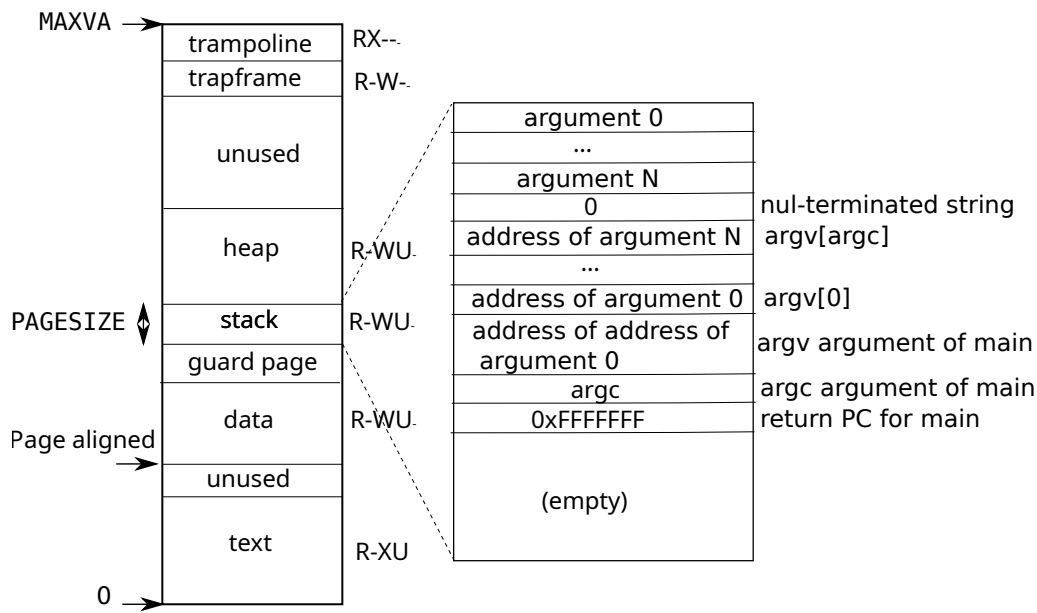 MAXVA
trampoline RX--
trapframe R-W--
unused
heap R-WU
PAGESIZE stack R-WU
guard page
data R-WU
Page aligned
unused
text R-XU
0
argument 0
...
argument N
0 nul-terminated string
address of argument N argv[argc]
...
address of argument 0 argv[0]
address of address of
argument 0 argv argument of main
argc argc argument of main
0xFFFFFFF return PC for main
(empty)